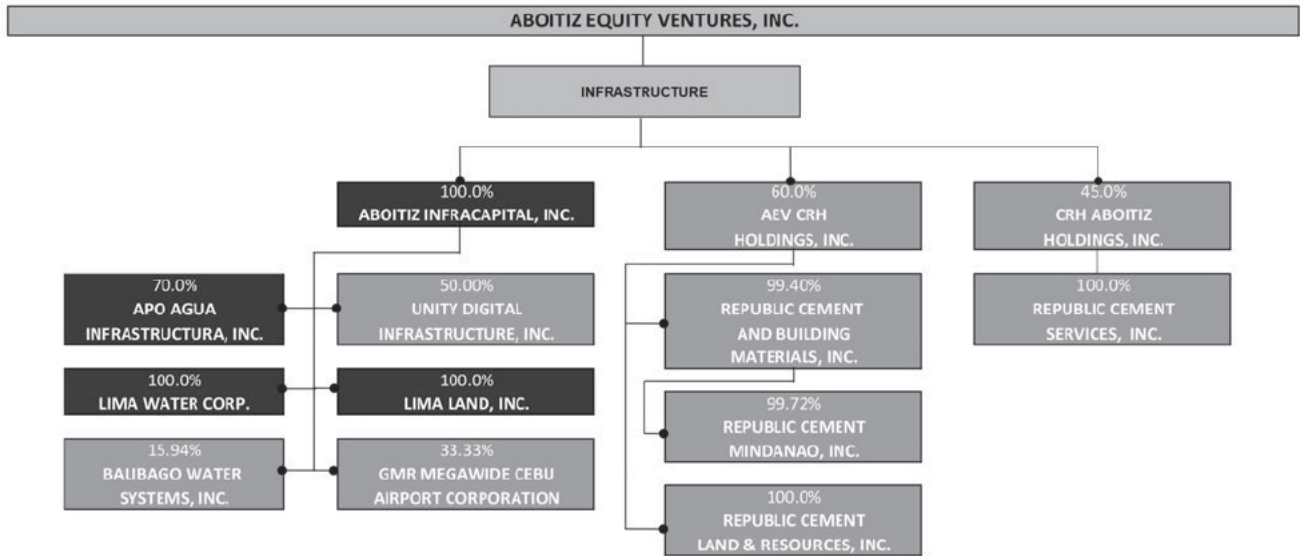 ABOITIZ EQUITY VENTURES, INC.
INFRASTRUCTURE
100.0%
ABOITIZ INFRACAPITAL, INC.
60.0%
AEV CRH
HOLDINGS, INC.
45.0%
CRH ABOITIZ
HOLDINGS, INC.
70.0%
APO AGUA
INFRASTRUCTURA, INC.
50.00%
UNITY DIGITAL
INFRASTRUCTURE, INC.
99.40%
REPUBLIC CEMENT
AND BUILDING
MATERIALS, INC.
100.0%
REPUBLIC CEMENT
SERVICES, INC.
100.0%
LIMA WATER CORP.
100.0%
LIMA LAND, INC.
99.72%
REPUBLIC CEMENT
MINDANAO, INC.
15.94%
BALIBAGO WATER
SYSTEMS, INC.
33.33%
GMR MEGAWIDE CEBU
AIRPORT CORPORATION
100.0%
REPUBLIC CEMENT
LAND & RESOURCES, INC.